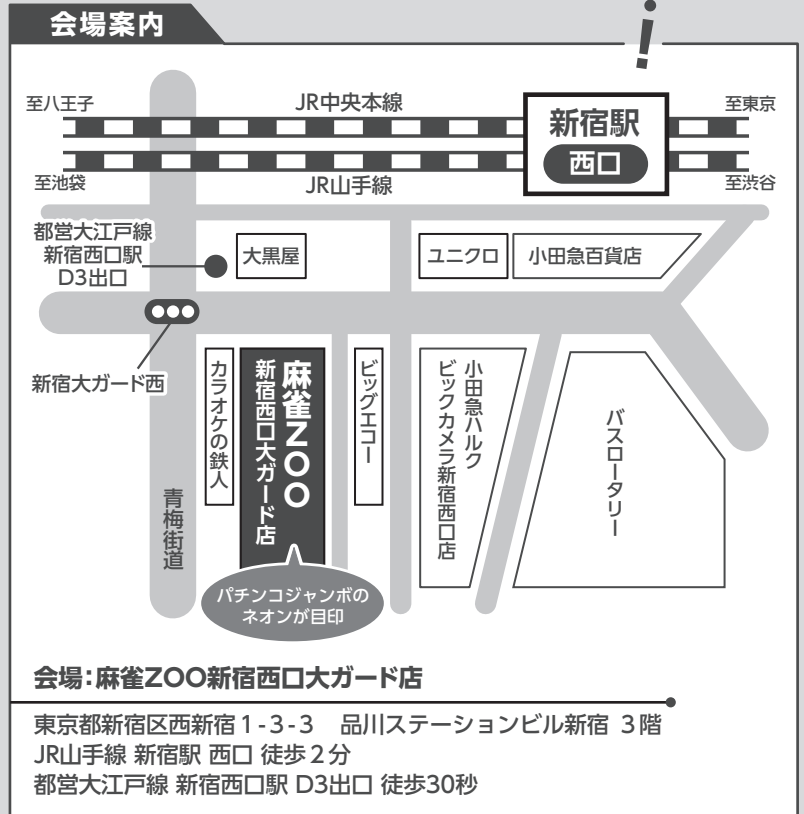 会場案内
!
至八王子
JR中央本線
至東京
新宿駅
西口
至池袋
JR山手線
至渋谷
都営大江戸線
新宿西口駅
D3出口
大黒屋
ユニクロ
小田急百貨店
新宿大ガード西
カラオケの鉄人
麻雀ZOO
新宿西口大ガード店
ビッグエコー
小田急ハルク
ビックカメラ新宿西口店
バスロータリー
青梅街道
パチンコジャンボの
ネオンが目印
会場:麻雀ZOO新宿西口大ガード店
東京都新宿区西新宿1-3-3 品川ステーションビル新宿 3階
JR山手線 新宿駅 西口 徒歩2分
都営大江戸線 新宿西口駅 D3出口 徒歩30秒